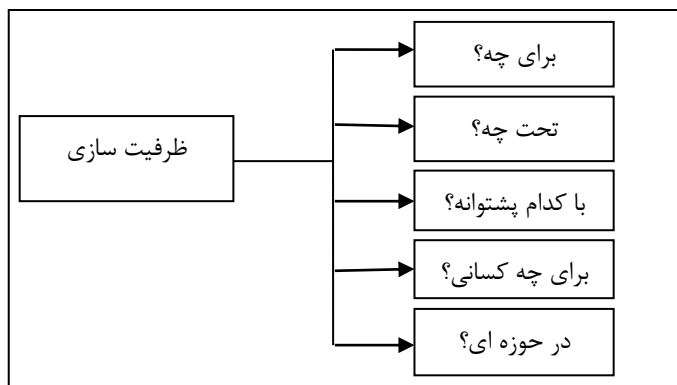 ظرفیت سازی
برای چه؟
تحت چه؟
با کدام پشتوانه؟
برای چه کسانی؟
در حوزه ای؟